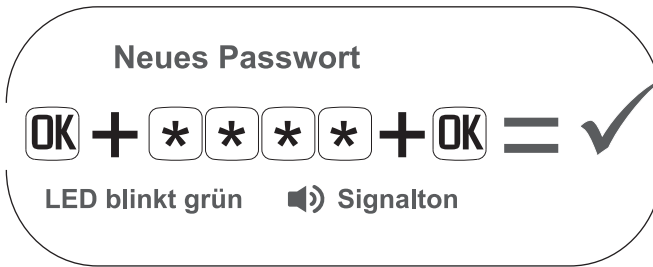 Neues Passwort
OK + * * * * + OK =
LED blinkt grün Signalton